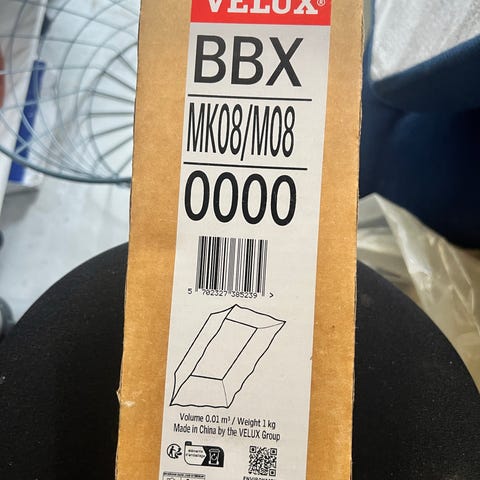 VELUX®
BBX
MK08/M08
0000
5 702327 385239 >
Volume 0.01 m³ / Weight 1 kg
Made in China by the VELUX Group